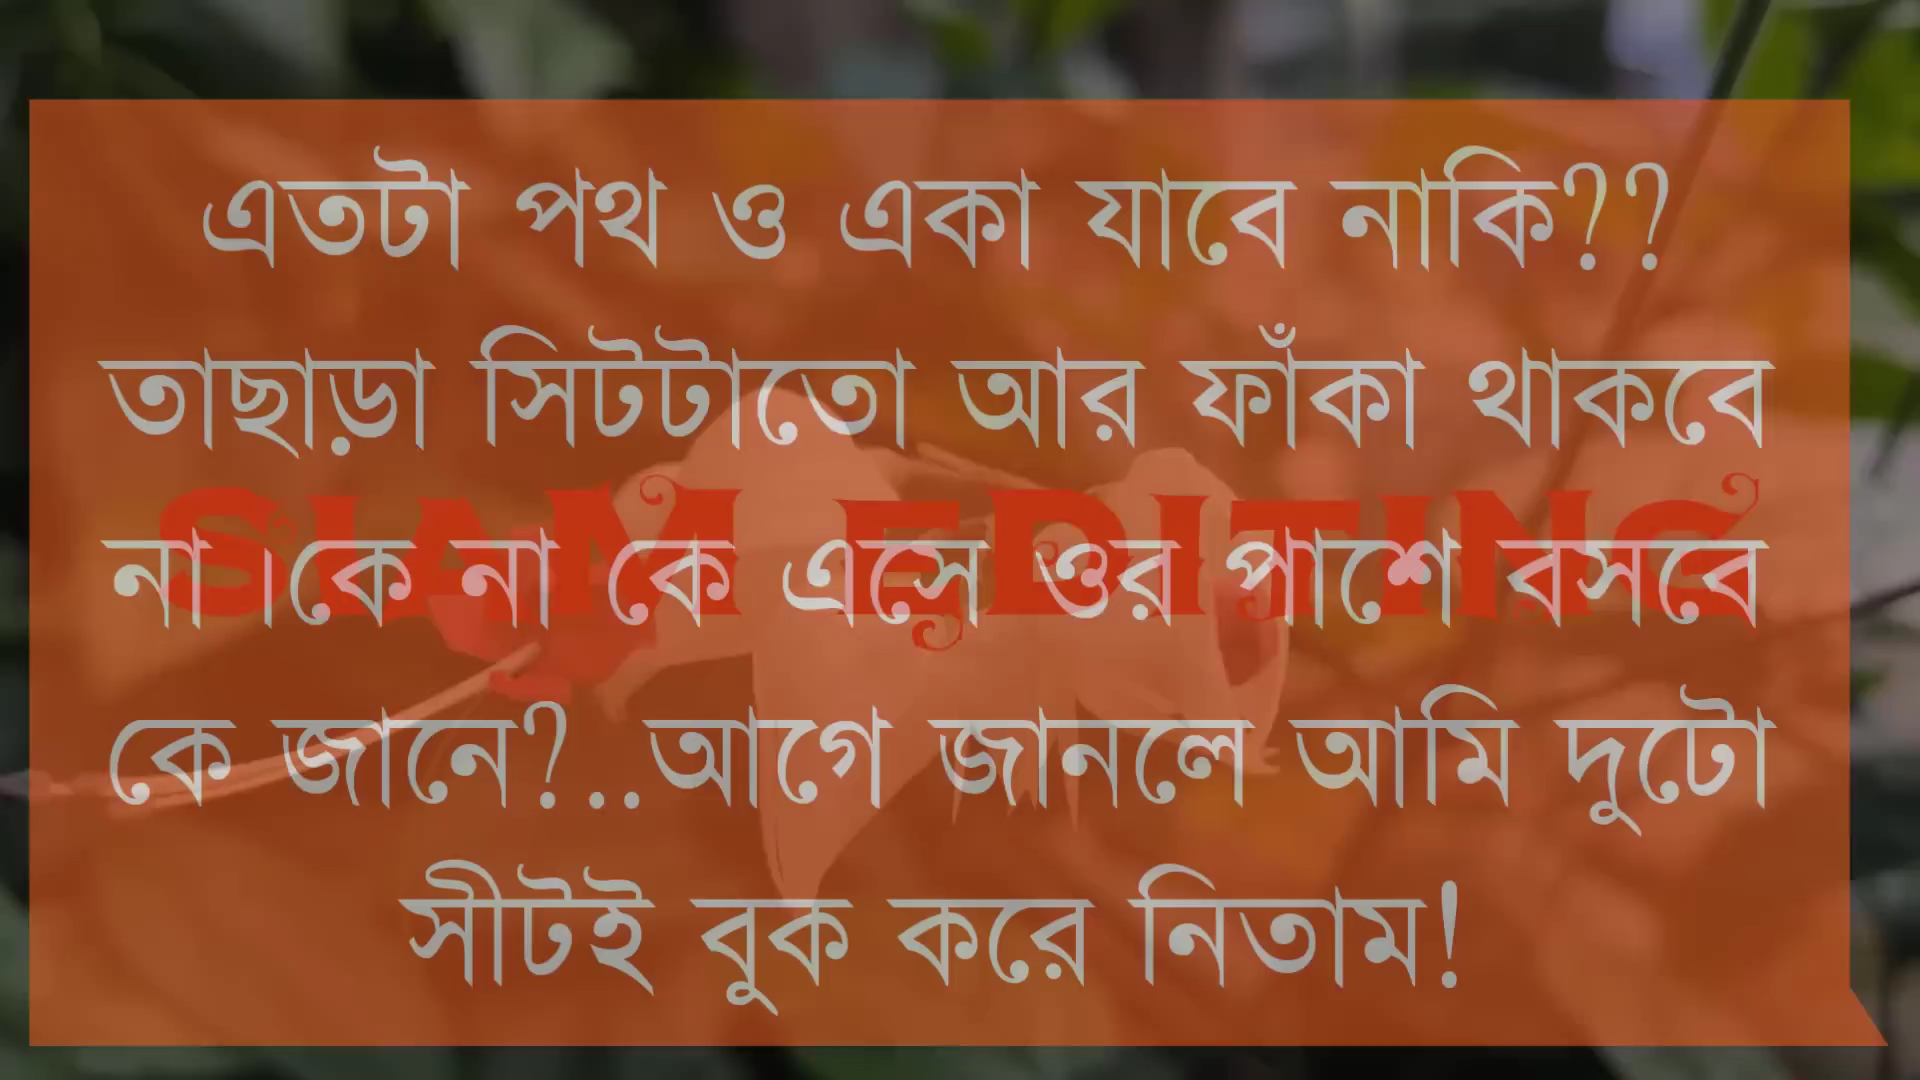 এতটা পথ ও একা যাবে নাকি??
তাছাড়া সিটটাতো আর ফাঁকা থাকবে
SIAM EDITING
না ।কে না কে এসে ওর পাশে বসবে
কে জানে?..আগে জানলে আমি দুটো
সীটই বুক করে নিতাম!